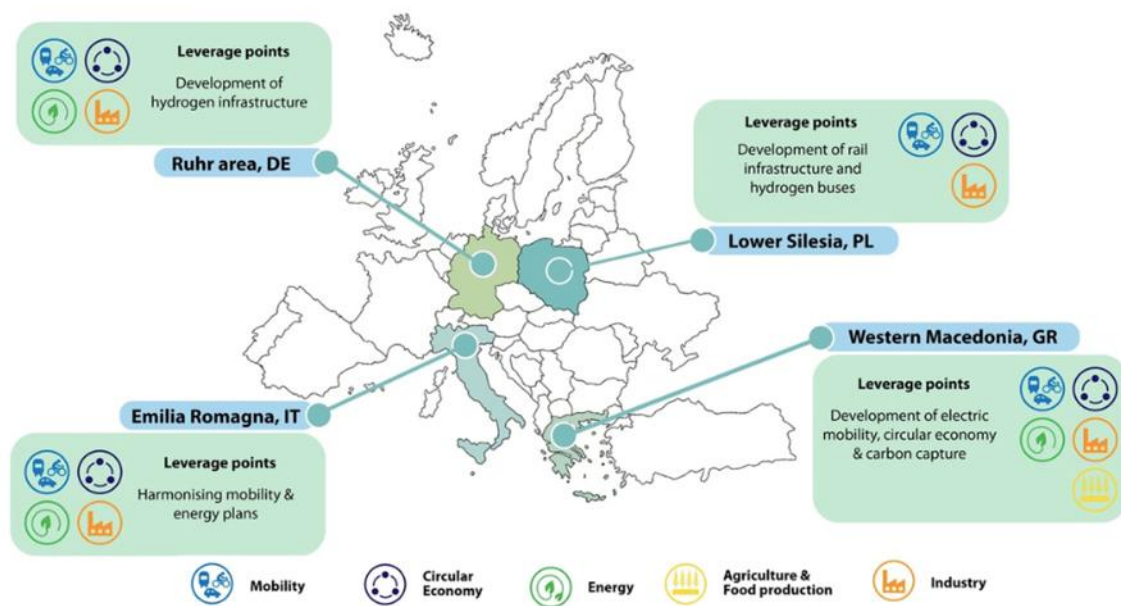 Leverage points
Development of
hydrogen infrastructure
Ruhr area, DE
Leverage points
Development of rail
infrastructure and
hydrogen buses
Lower Silesia, PL
Western Macedonia, GR
Leverage points
Development of electric
mobility, circular economy
& carbon capture
Emilia Romagna, IT
Leverage points
Harmonising mobility &
energy plans
Mobility
Circular
Economy
Energy
Agriculture &
Food production
Industry